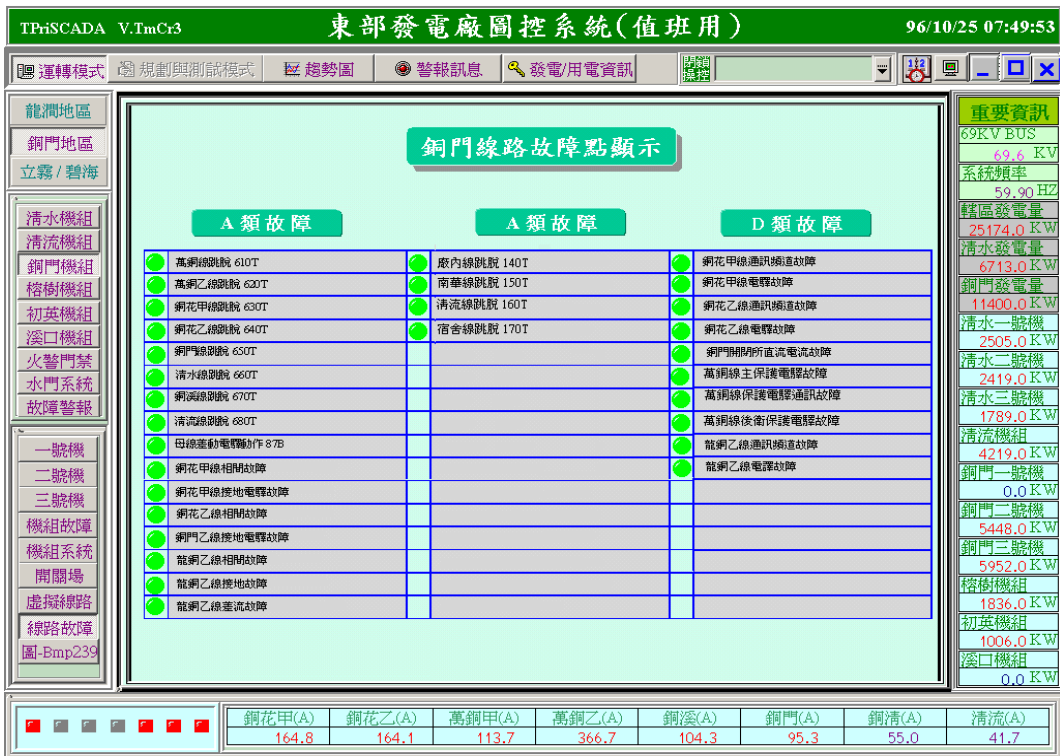 TPriSCADA V.TmCr3
東部發電廠圖控系統(值班用)
96/10/25 07:49:53
運轉模式
規劃與測試模式
趨勢圖
警報訊息
發電/用電資訊
閉鎖
操控
龍澗地區
銅門地區
立霧/碧海
清水機組
清流機組
銅門機組
榕樹機組
初英機組
溪口機組
火警門禁
水門系統
故障警報
一號機
二號機
三號機
機組故障
機組系統
開關場
虛擬線路
線路故障
圖-Bmp239
銅門線路故障點顯示
A類故障
萬銅線跳脫 610T
萬銅乙線跳脫 620T
銅花甲線跳脫 630T
銅花乙線跳脫 640T
銅門線跳脫 650T
清水線跳脫 660T
銅溪線跳脫 670T
清流線跳脫 680T
母線差動電驛動作 87B
銅花甲線相間故障
銅花甲線接地電驛故障
銅花乙線相間故障
銅門乙線接地電驛故障
龍銅乙線相間故障
龍銅乙線接地故障
龍銅乙線差流故障
A類故障
廠內線跳脫 140T
南華線跳脫 150T
清流線跳脫 160T
宿舍線跳脫 170T
D類故障
銅花甲線通訊頻道故障
銅花甲線電驛故障
銅花乙線通訊頻道故障
銅花乙線電驛故障
銅門開閉所直流電流故障
萬銅線主保護電驛故障
萬銅線保護電驛通訊故障
萬銅線後衛保護電驛故障
龍銅乙線通訊頻道故障
龍銅乙線電譯故障
重要資訊
69KV BUS
69.6 KV
系統頻率
59.90 HZ
轄區發電量
25174.0 KW
清水發電量
6713.0 KW
銅門發電量
11400.0 KW
清水一號機
2505.0 KW
清水二號機
2419.0 KW
清水三號機
1789.0 KW
清流機組
4219.0 KW
銅門一號機
0.0 KW
銅門二號機
5448.0 KW
銅門三號機
5952.0 KW
榕樹機組
1836.0 KW
初英機組
1006.0 KW
溪口機組
0.0 KW
銅花甲(A) 銅花乙(A) 萬銅甲(A) 萬銅乙(A) 銅溪(A) 銅門(A) 銅清(A) 清流(A)
164.8 164.1 113.7 366.7 104.3 95.3 55.0 41.7